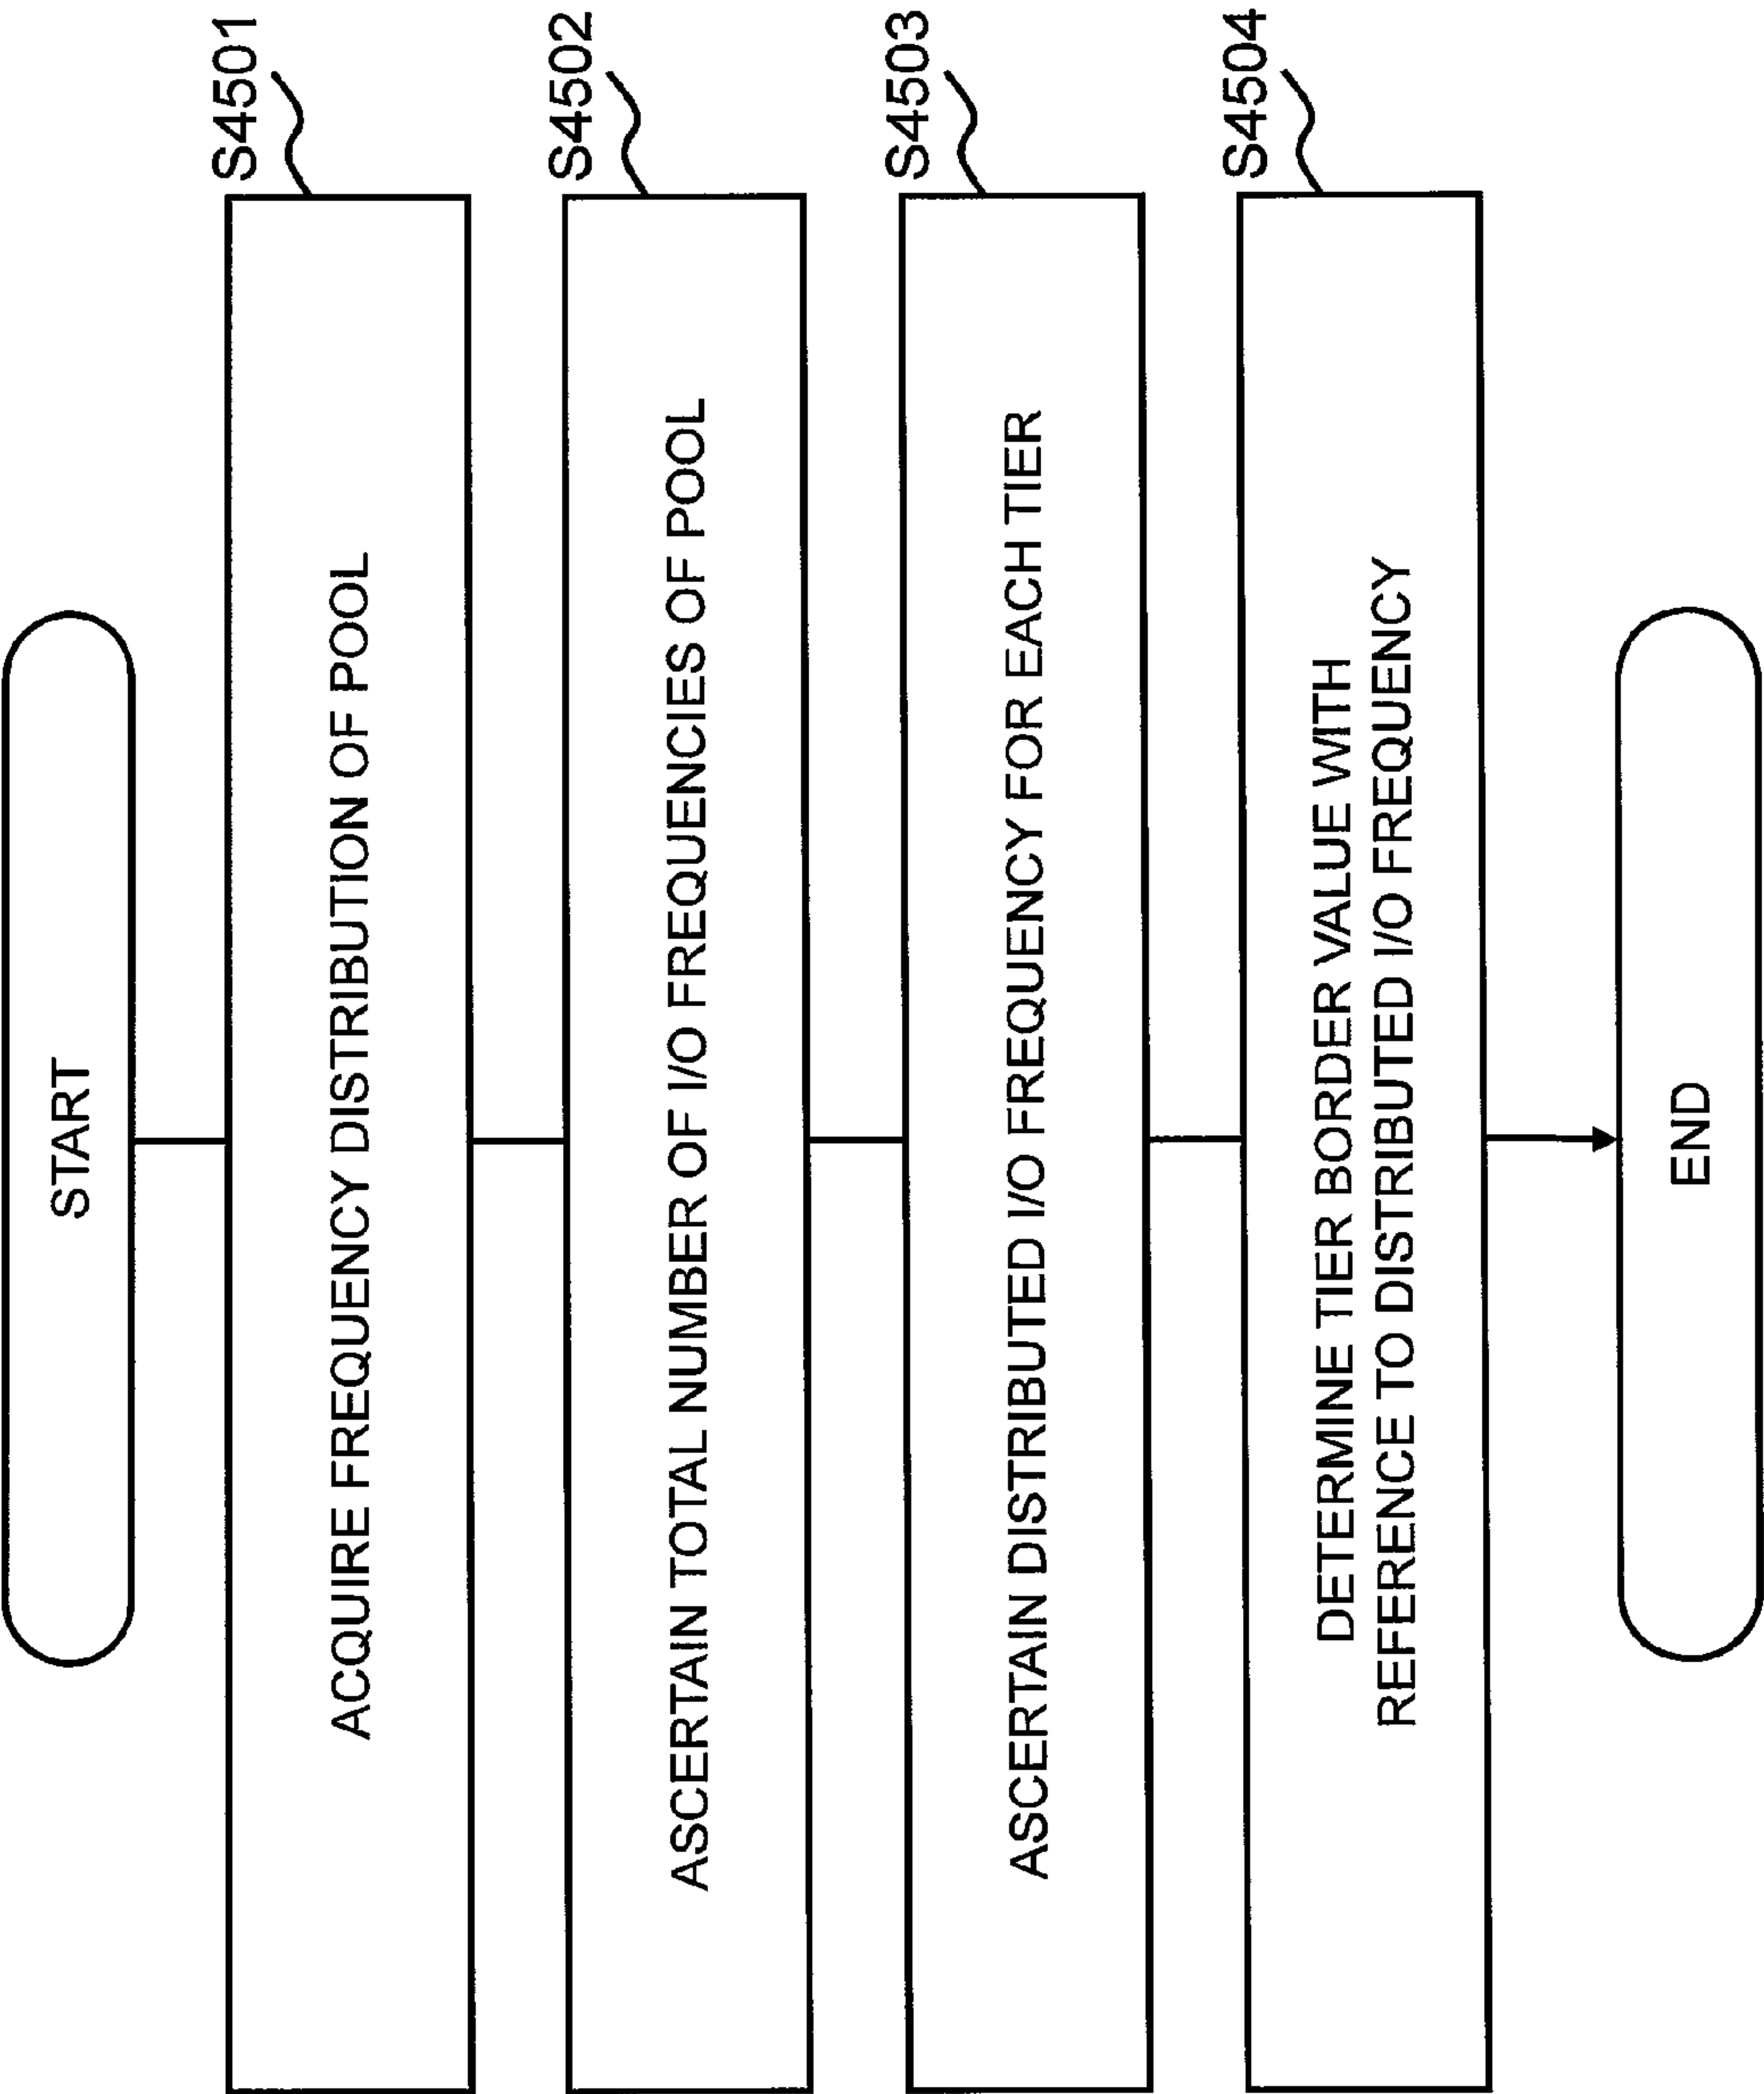 START
S4501
ACQUIRE FREQUENCY DISTRIBUTION OF POOL
S4502
ASCERTAIN TOTAL NUMBER OF I/O FREQUENCIES OF POOL
S4503
ASCERTAIN DISTRIBUTED I/O FREQUENCY FOR EACH TIER
S4504
DETERMINE TIER BORDER VALUE WITH
REFERENCE TO DISTRIBUTED I/O FREQUENCY
END